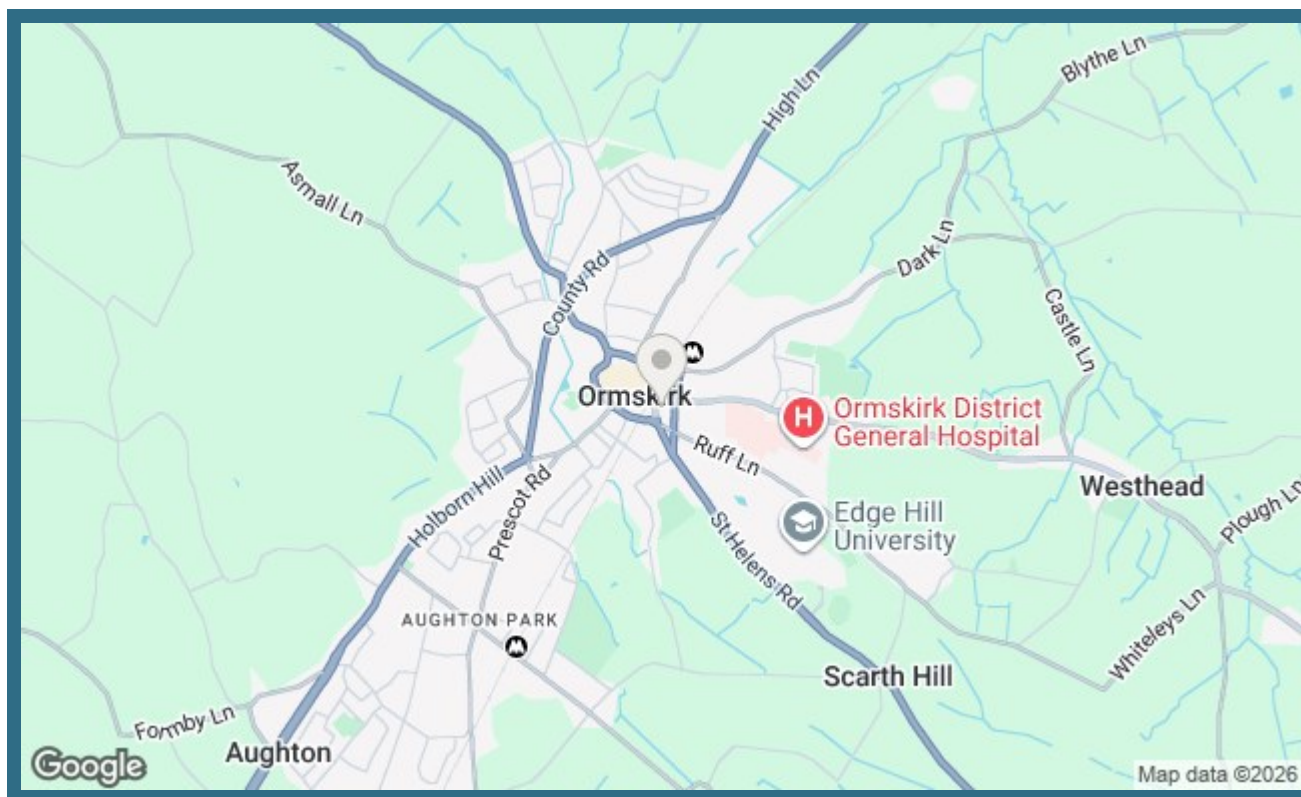 Blythe Ln
High Ln
Asmall Ln
Dark Ln
County Rd
Castle Ln
Ormskirk
Ormskirk District
General Hospital
H
Ruff Ln
Westhead
Holborn Hill
Prescot Rd
Plough Ln
Edge Hill
University
St Helens Rd
AUGHTON PARK
Whiteleys Ln
Scarth Hill
Formby Ln
Aughton
Google
Map data ©2026